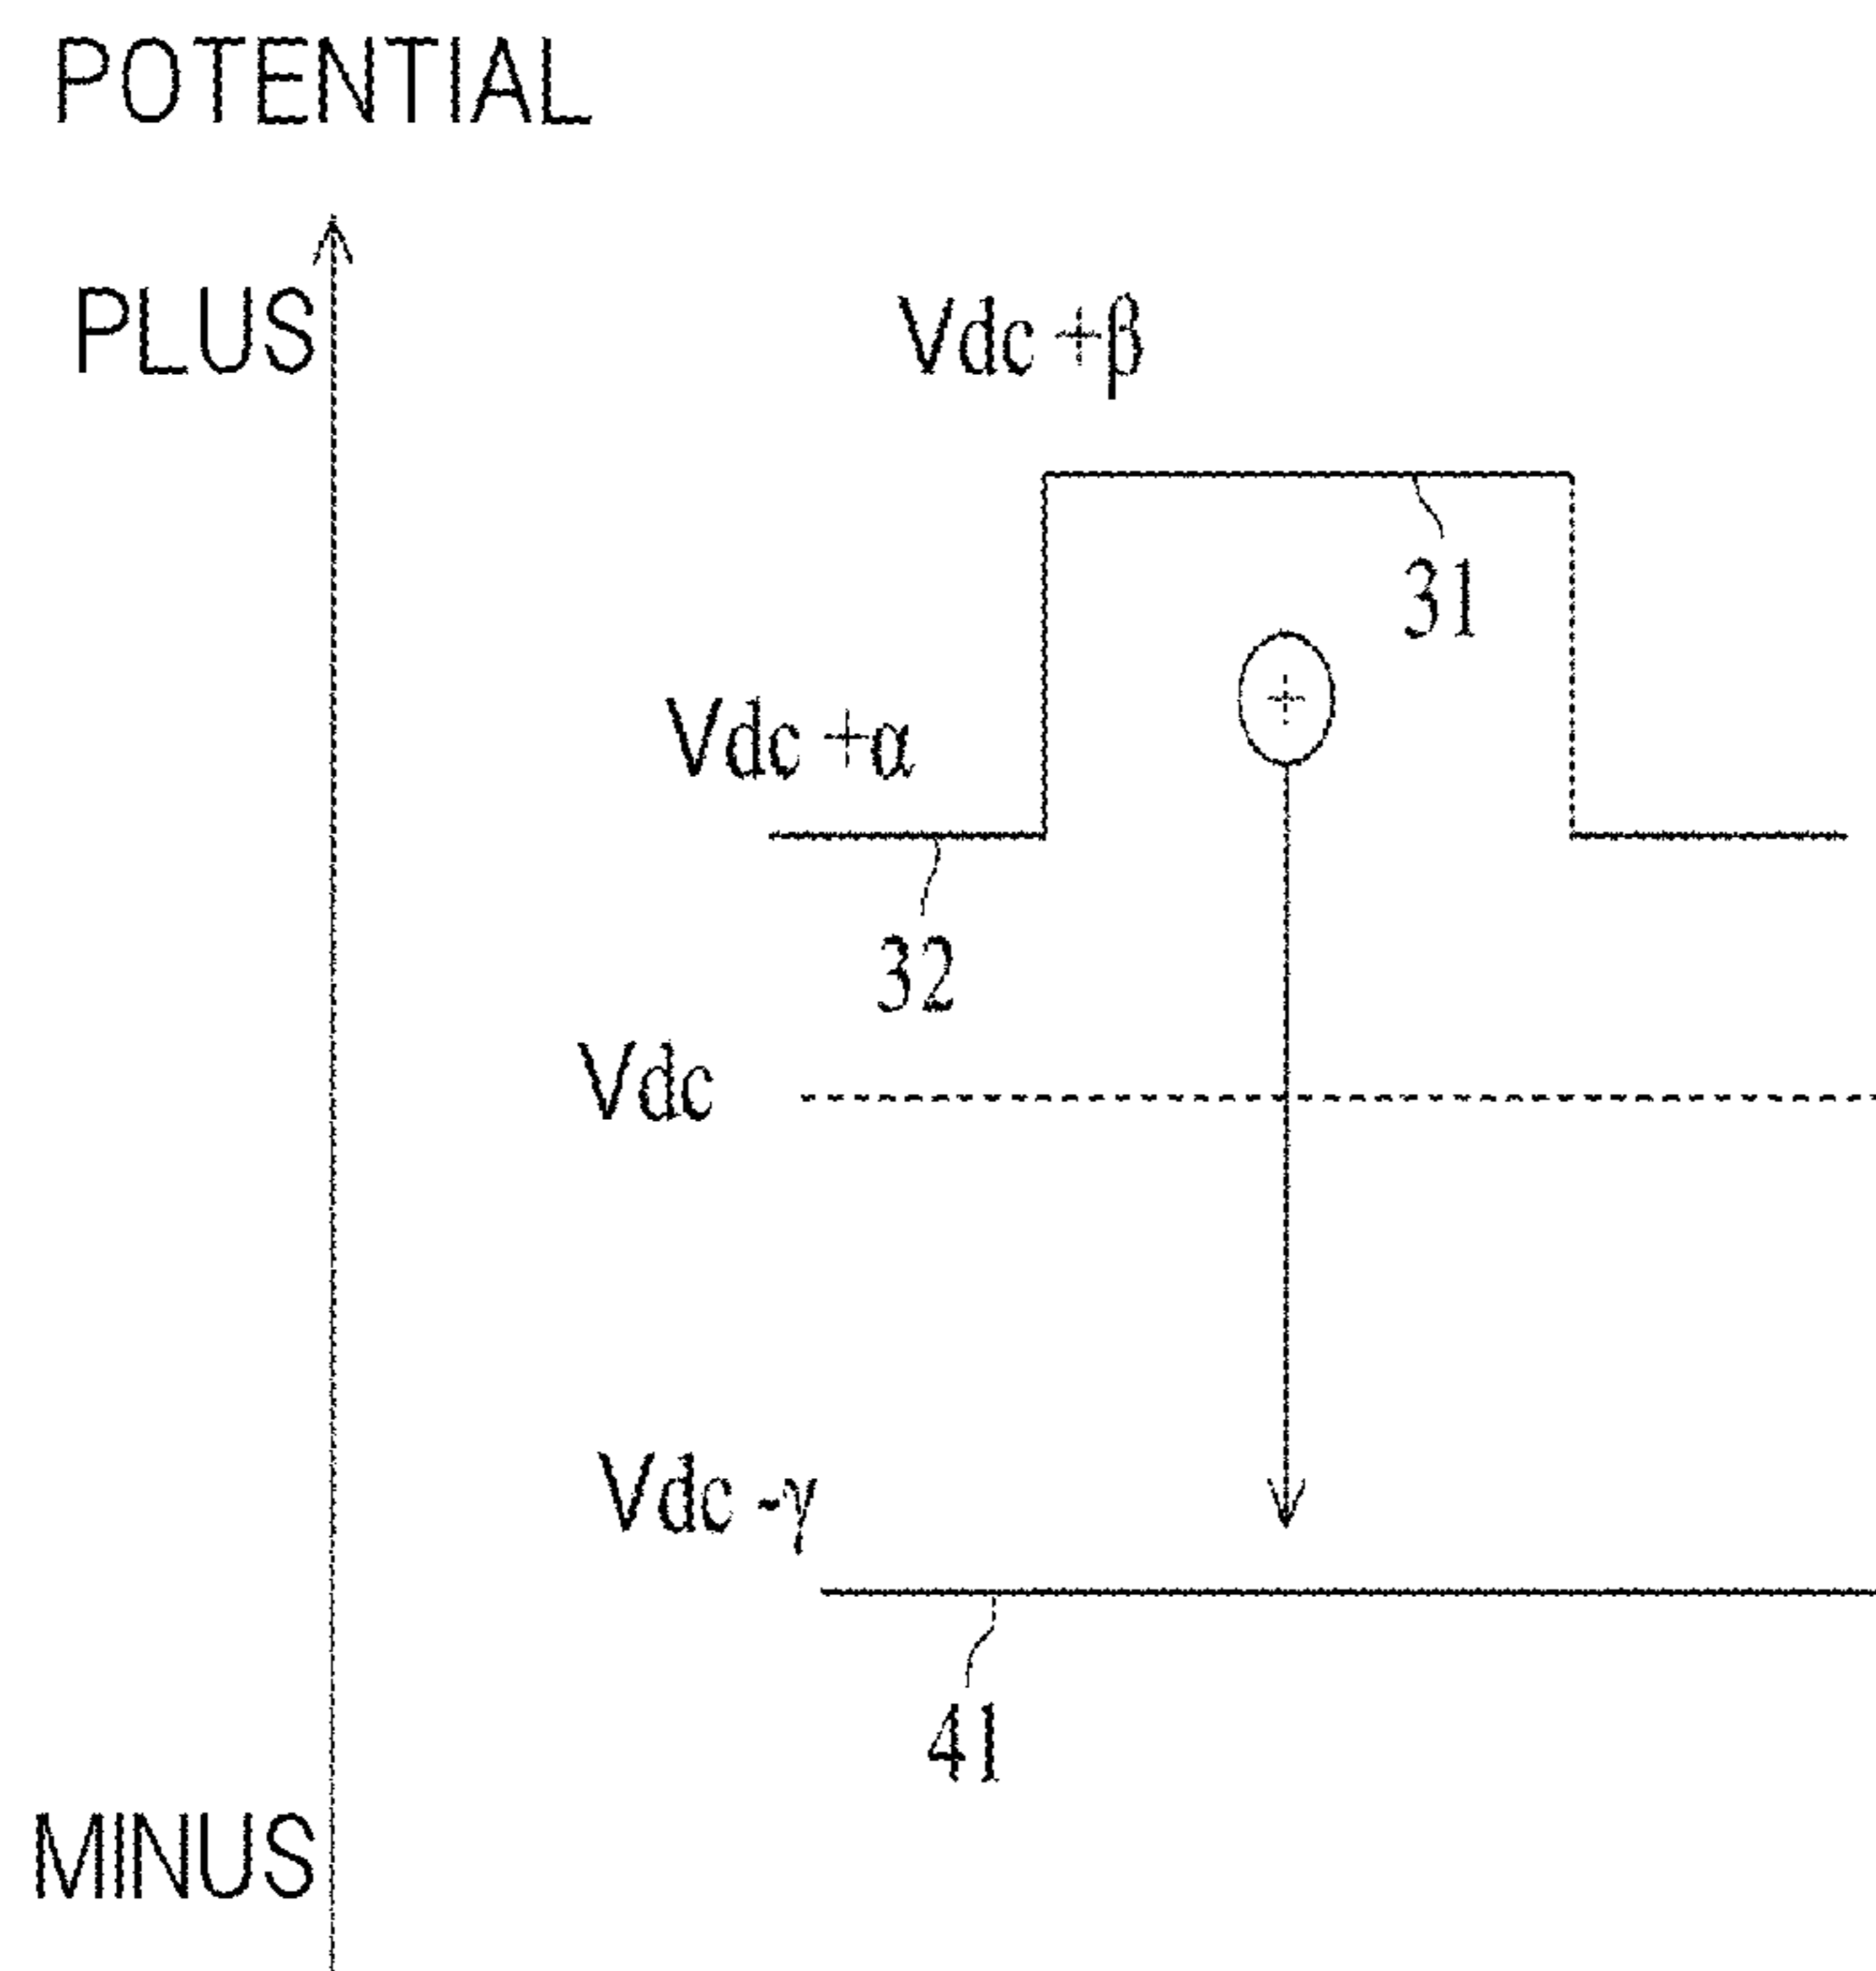 POTENTIAL
PLUS
Vdc +β
31
+
Vdc +α
32
Vdc
Vdc -γ
41
MINUS